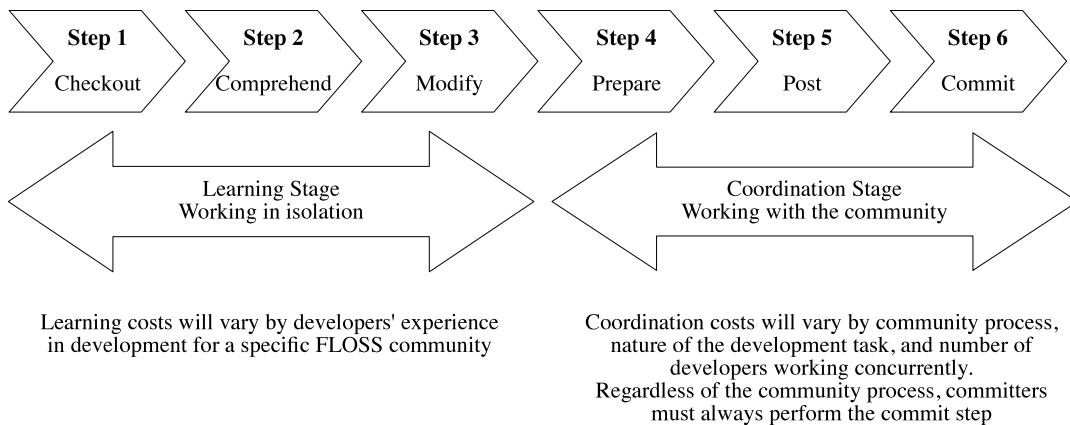 Step 1
Checkout
Step 2
Comprehend
Step 3
Modify
Step 4
Prepare
Step 5
Post
Step 6
Commit
Learning Stage
Working in isolation
Coordination Stage
Working with the community
Learning costs will vary by developers' experience
in development for a specific FLOSS community
Coordination costs will vary by community process,
nature of the development task, and number of
developers working concurrently.
Regardless of the community process, committers
must always perform the commit step